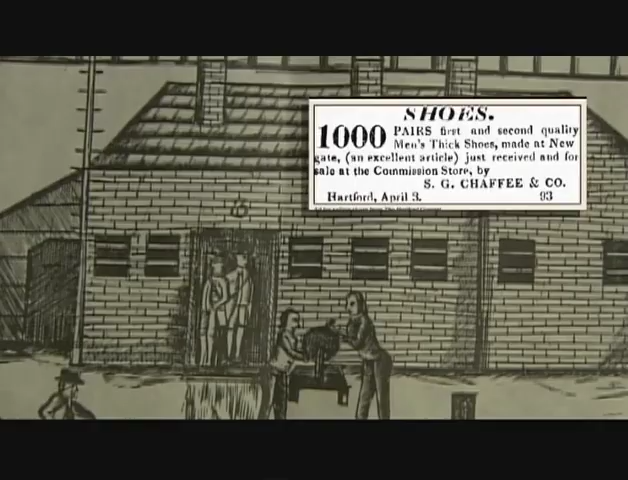 SHOES.
1000 PAIRS first and second quality
Men's Thick Shoes, made at New
gate, (an excellent article) just received and for
sale at the Commission Store, by
S. G. CHAFFEE & CO.
Hartford, April 3. 93